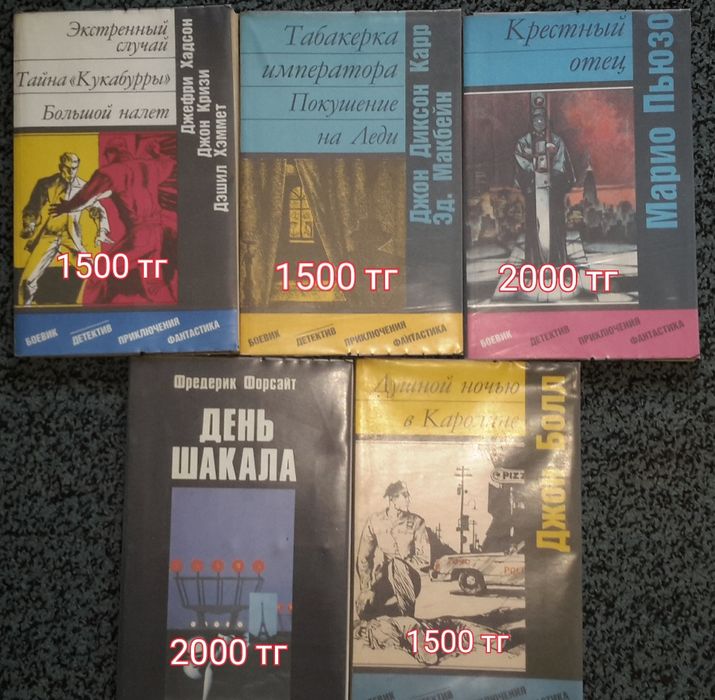 Экстренный
случай
Тайна «Кукабурры»
Большой налет
Джефри Хадсон
Джон Кризи
Дэшил Хэммет
1500 тг
БОЕВИК ДЕТЕКТИВ ПРИКЛЮЧЕНИЯ ФАНТАСТИКА
Табакерка
императора
Покушение
на Леди
Джон Диксон Карр
Эд. Макбейн
1500 тг
БОЕВИК ДЕТЕКТИВ ПРИКЛЮЧЕНИЯ ФАНТАСТИКА
Крестный
отец
Марио Пьюзо
2000 тг
БОЕВИК ДЕТЕКТИВ ПРИКЛЮЧЕНИЯ ФАНТАСТИКА
Фредерик Форсайт
ДЕНЬ
ШАКАЛА
2000 тг
Душной ночью
в Каролине
Джон Болл
PIZZ
1500 тг
ДЕТЕКТИВ ПРИКЛЮЧЕНИЯ